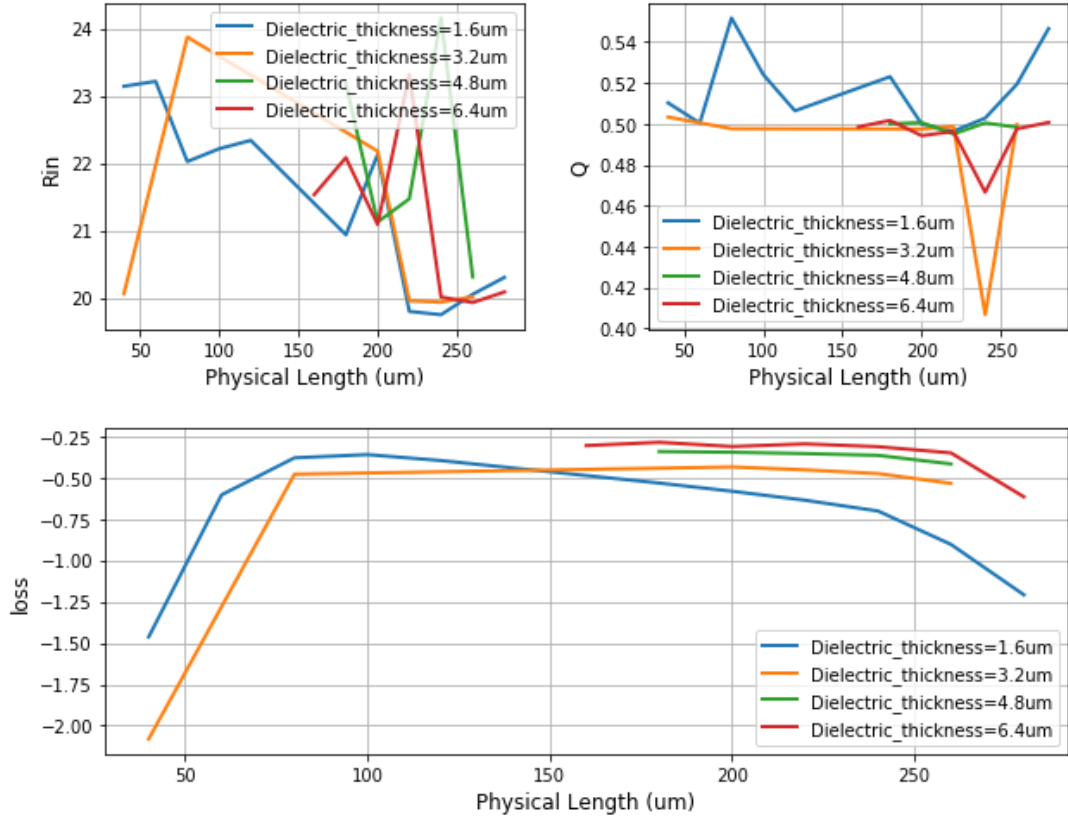 24
23
22
21
20
Rin
Dielectric_thickness=1.6um
Dielectric_thickness=3.2um
Dielectric_thickness=4.8um
Dielectric_thickness=6.4um
50 100 150 200 250
Physical Length (um)
0.54
0.52
0.50
0.48
0.46
0.44
0.42
0.40
Q
Dielectric_thickness=1.6um
Dielectric_thickness=3.2um
Dielectric_thickness=4.8um
Dielectric_thickness=6.4um
50 100 150 200 250
Physical Length (um)
−0.25
−0.50
−0.75
−1.00
−1.25
−1.50
−1.75
−2.00
loss
Dielectric_thickness=1.6um
Dielectric_thickness=3.2um
Dielectric_thickness=4.8um
Dielectric_thickness=6.4um
50 100 150 200 250
Physical Length (um)